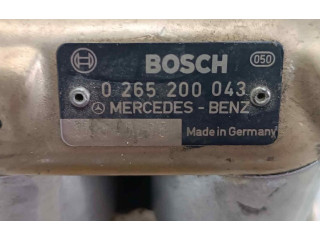 BOSCH 050
0 265 200 043
MERCEDES - BENZ
Made in Germany